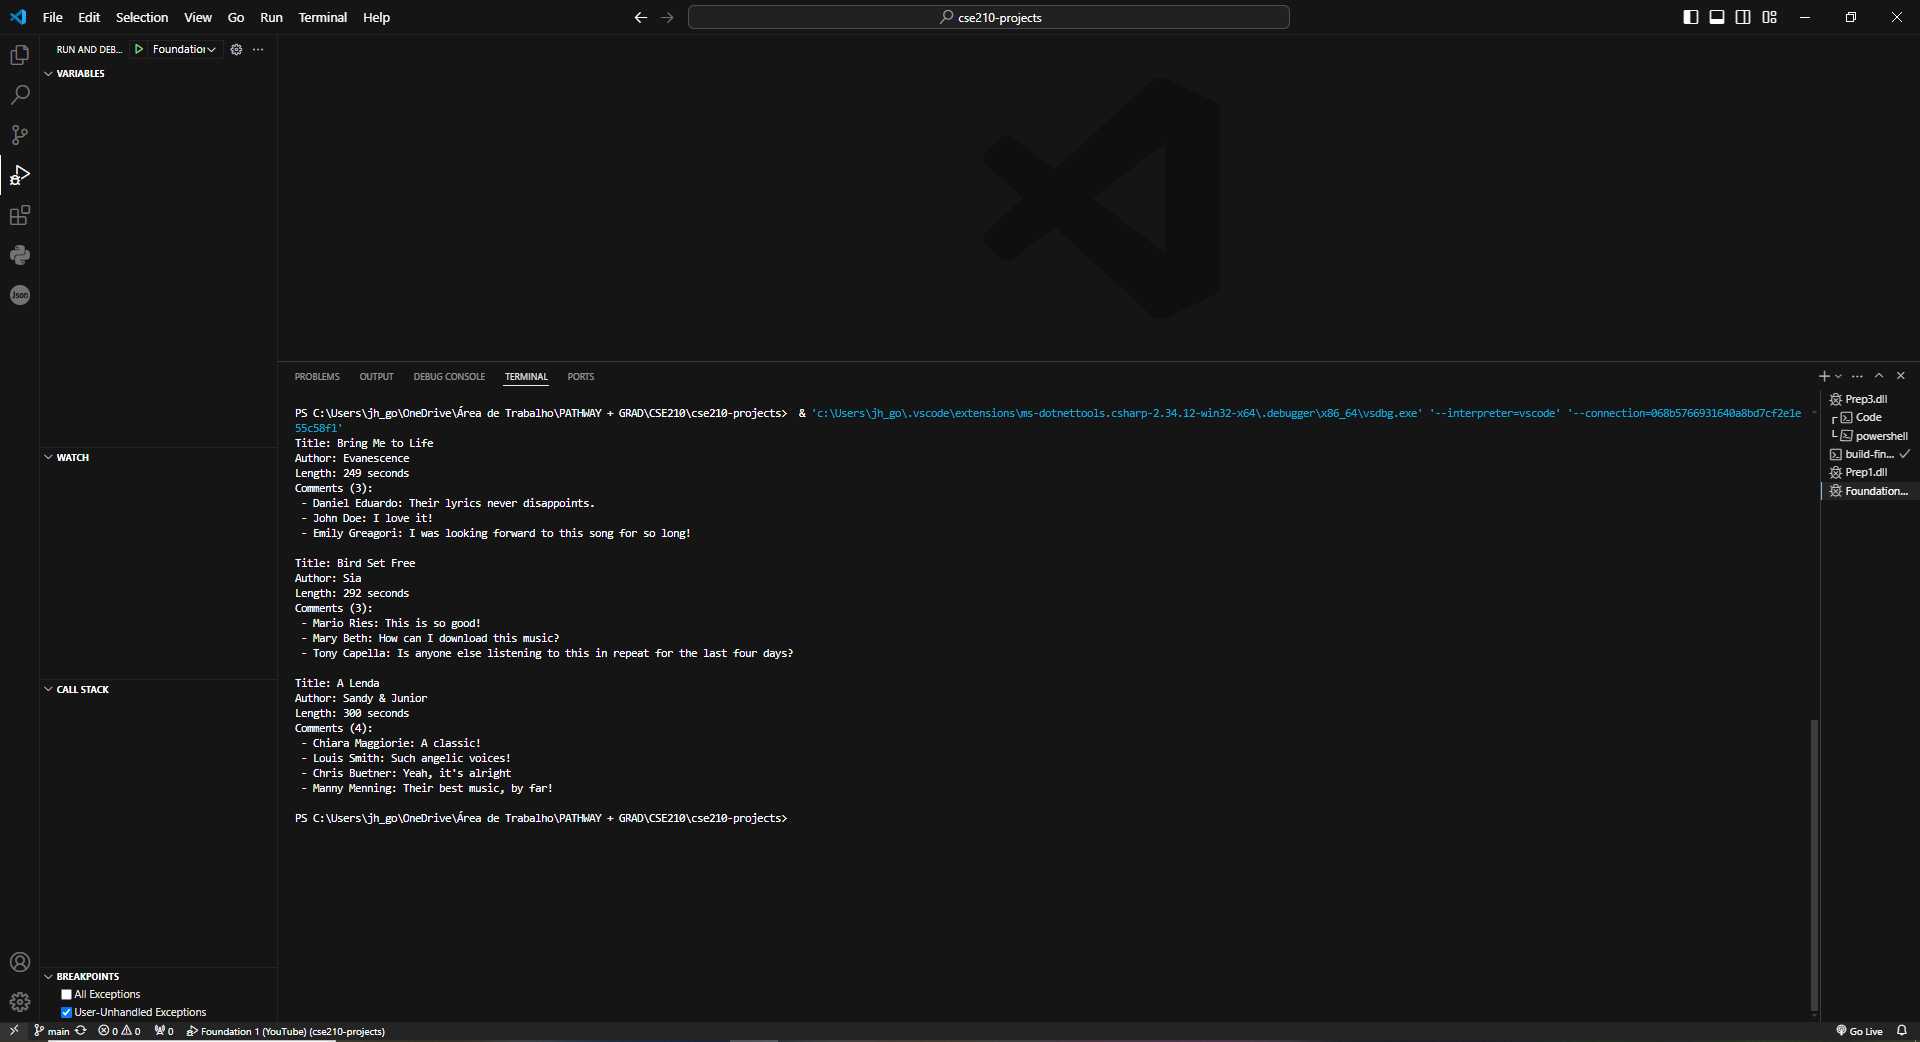 File Edit Selection View Go Run Terminal Help
cse210-projects
RUN AND DEB...
Foundation
VARIABLES
WATCH
CALL STACK
BREAKPOINTS
All Exceptions
User-Unhandled Exceptions
Json
PROBLEMS OUTPUT DEBUG CONSOLE TERMINAL PORTS
PS C:\Users\jh_go\OneDrive\Área de Trabalho\PATHWAY + GRAD\CSE210\cse210-projects>  & 'c:\Users\jh_go\.vscode\extensions\ms-dotnettools.csharp-2.34.12-win32-x64\.debugger\x86_64\vsdbg.exe' '--interpreter=vscode' '--connection=068b5766931640a8bd7cf2e1e
55c58f1'
Title: Bring Me to Life
Author: Evanescence
Length: 249 seconds
Comments (3):
- Daniel Eduardo: Their lyrics never disappoints.
- John Doe: I love it!
- Emily Greagori: I was looking forward to this song for so long!
Title: Bird Set Free
Author: Sia
Length: 292 seconds
Comments (3):
- Mario Ries: This is so good!
- Mary Beth: How can I download this music?
- Tony Capella: Is anyone else listening to this in repeat for the last four days?
Title: A Lenda
Author: Sandy & Junior
Length: 300 seconds
Comments (4):
- Chiara Maggiorie: A classic!
- Louis Smith: Such angelic voices!
- Chris Buetner: Yeah, it's alright
- Manny Menning: Their best music, by far!
PS C:\Users\jh_go\OneDrive\Área de Trabalho\PATHWAY + GRAD\CSE210\cse210-projects>
Prep3.dll
Code
powershell
build-fin...
Prep1.dll
Foundation...
main 0 0 0 Foundation 1 (YouTube) (cse210-projects)
Go Live